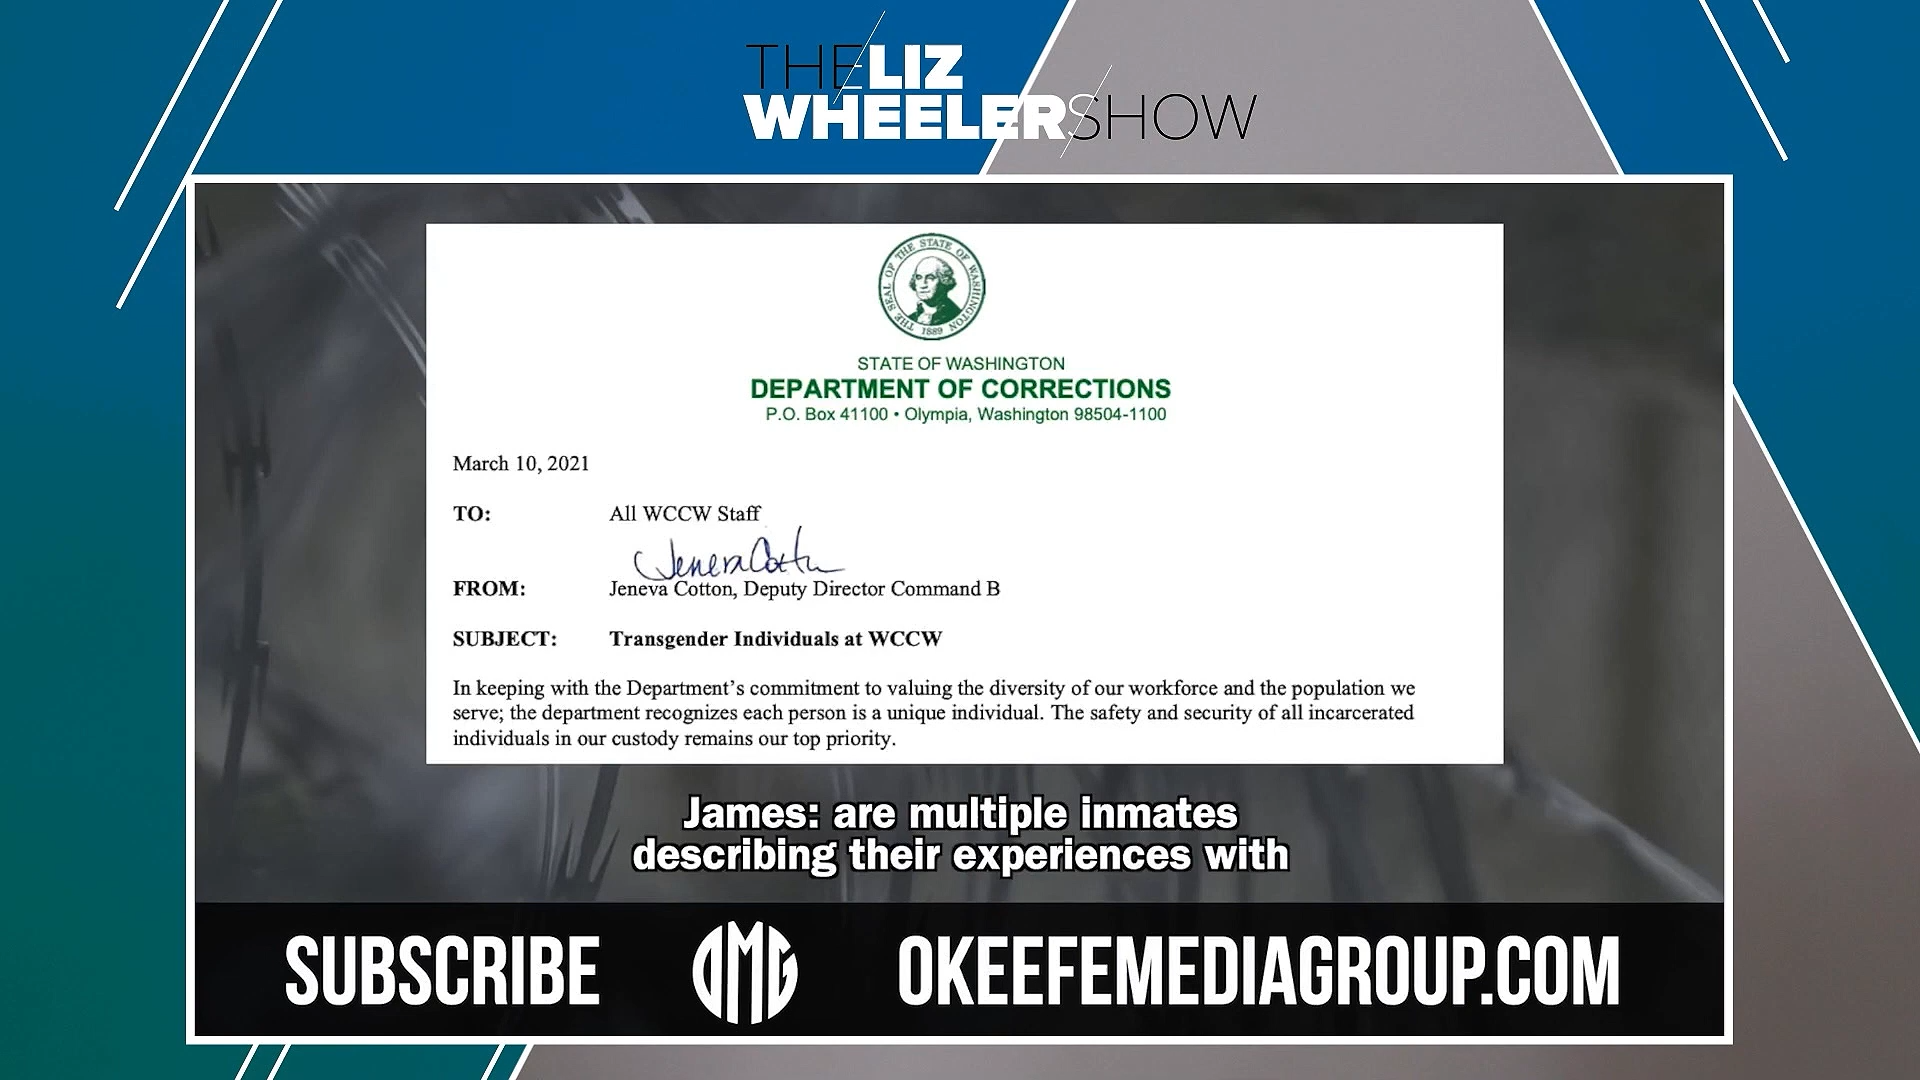 THE LIZ
WHEELER SHOW
THE SEAL OF THE STATE OF WASHINGTON
1889
STATE OF WASHINGTON
DEPARTMENT OF CORRECTIONS
P.O. Box 41100 • Olympia, Washington 98504-1100
March 10, 2021
TO: All WCCW Staff
Jeneva Cotton
FROM: Jeneva Cotton, Deputy Director Command B
SUBJECT: Transgender Individuals at WCCW
In keeping with the Department's commitment to valuing the diversity of our workforce and the population we
serve; the department recognizes each person is a unique individual. The safety and security of all incarcerated
individuals in our custody remains our top priority.
James: are multiple inmates
describing their experiences with
SUBSCRIBE OMG OKEEFEMEDIAGROUP.COM